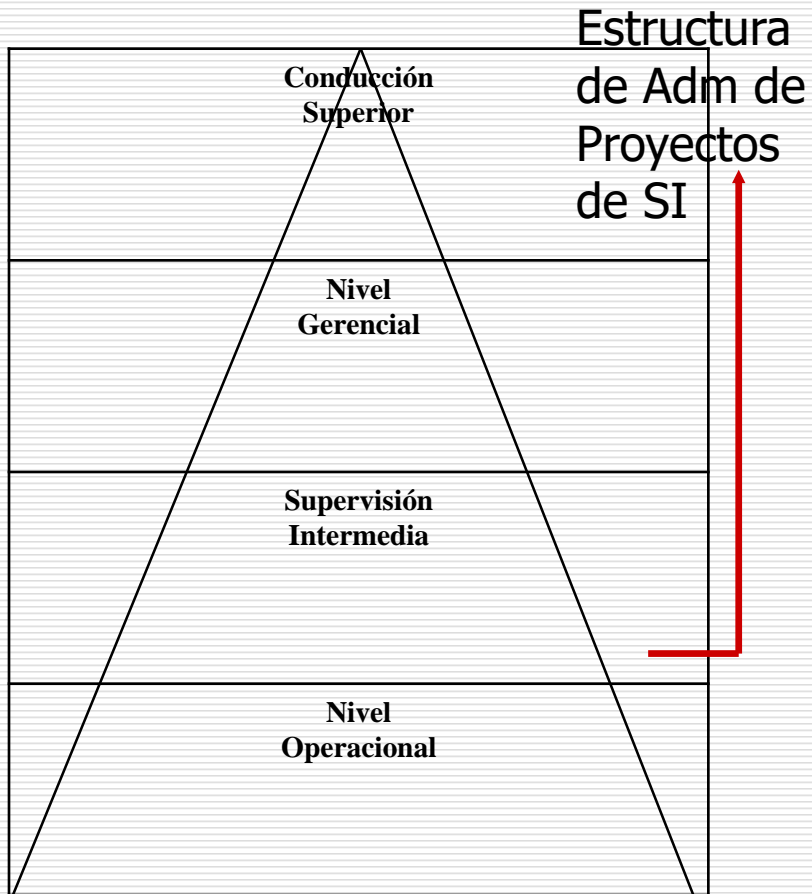 Estructura
de Adm de
Proyectos
de SI
Conducción
Superior
Nivel
Gerencial
Supervisión
Intermedia
Nivel
Operacional